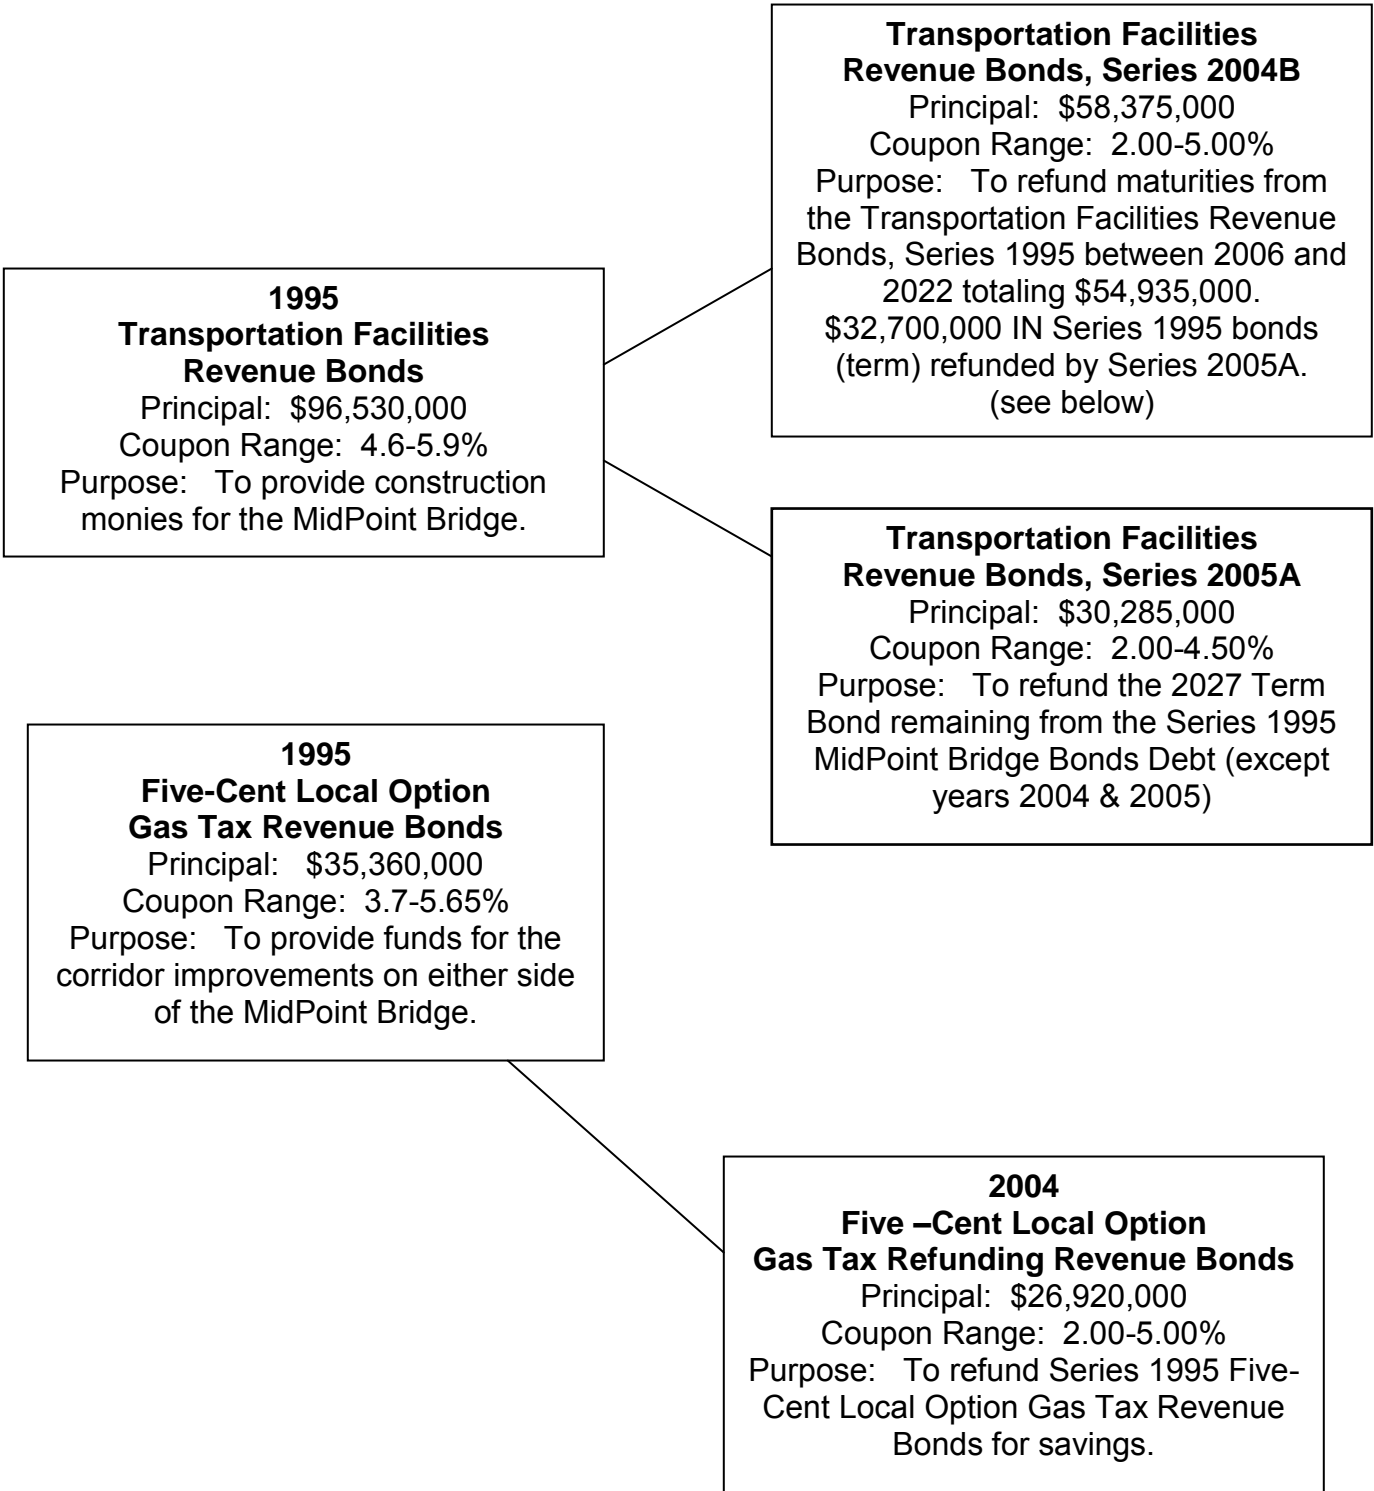 Transportation Facilities
Revenue Bonds, Series 2004B
Principal: $58,375,000
Coupon Range: 2.00-5.00%
Purpose: To refund maturities from
the Transportation Facilities Revenue
Bonds, Series 1995 between 2006 and
2022 totaling $54,935,000.
$32,700,000 IN Series 1995 bonds
(term) refunded by Series 2005A.
(see below)
1995
Transportation Facilities
Revenue Bonds
Principal: $96,530,000
Coupon Range: 4.6-5.9%
Purpose: To provide construction
monies for the MidPoint Bridge.
Transportation Facilities
Revenue Bonds, Series 2005A
Principal: $30,285,000
Coupon Range: 2.00-4.50%
Purpose: To refund the 2027 Term
Bond remaining from the Series 1995
MidPoint Bridge Bonds Debt (except
years 2004 & 2005)
1995
Five-Cent Local Option
Gas Tax Revenue Bonds
Principal: $35,360,000
Coupon Range: 3.7-5.65%
Purpose: To provide funds for the
corridor improvements on either side
of the MidPoint Bridge.
2004
Five –Cent Local Option
Gas Tax Refunding Revenue Bonds
Principal: $26,920,000
Coupon Range: 2.00-5.00%
Purpose: To refund Series 1995 Five-
Cent Local Option Gas Tax Revenue
Bonds for savings.